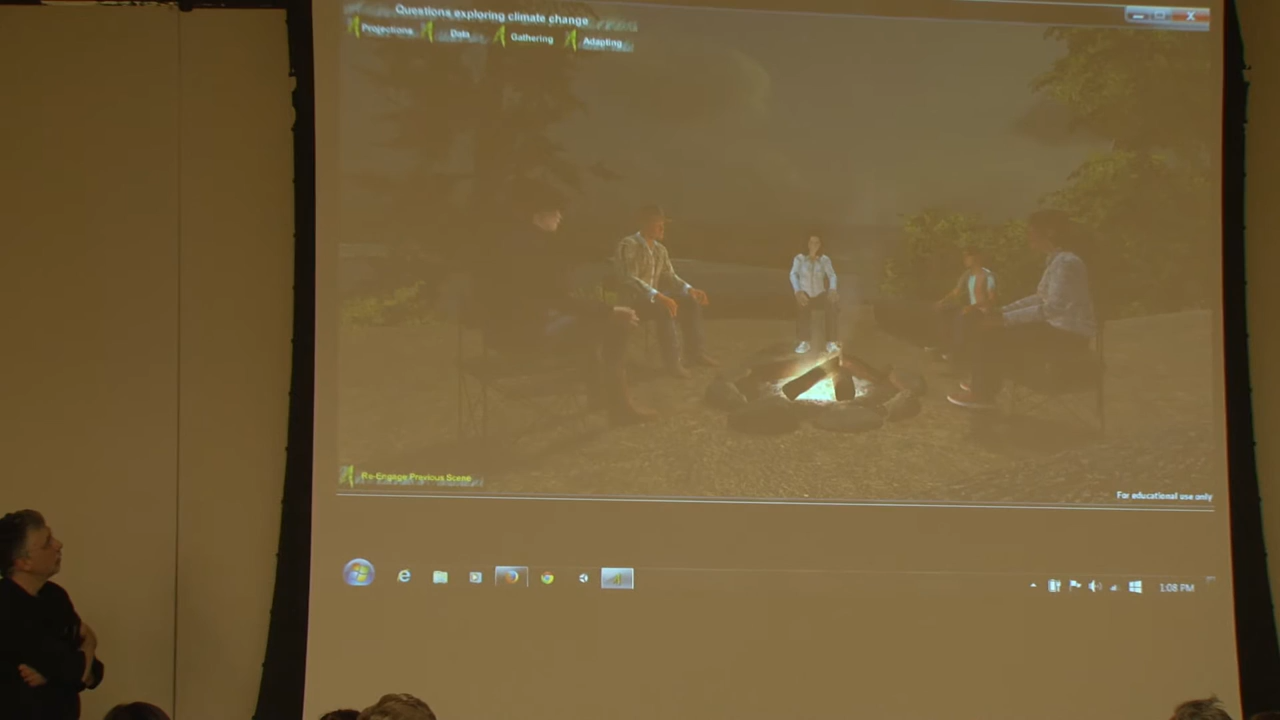 Questions exploring climate change
Projections Data Gathering Adapting
Re-Engage Previous Scene
For educational use only
1:08 PM